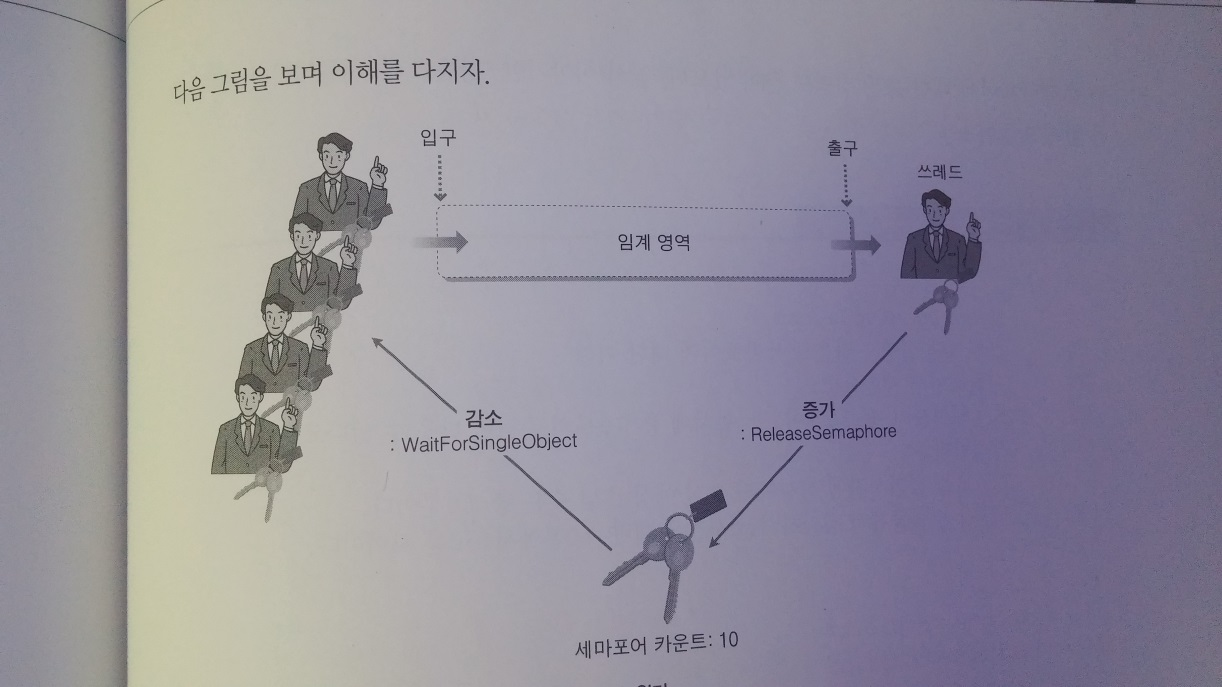 다음 그림을 보며 이해를 다지자.
입구
출구
쓰레드
임계 영역
감소
: WaitForSingleObject
증가
: ReleaseSemaphore
세마포어 카운트: 10